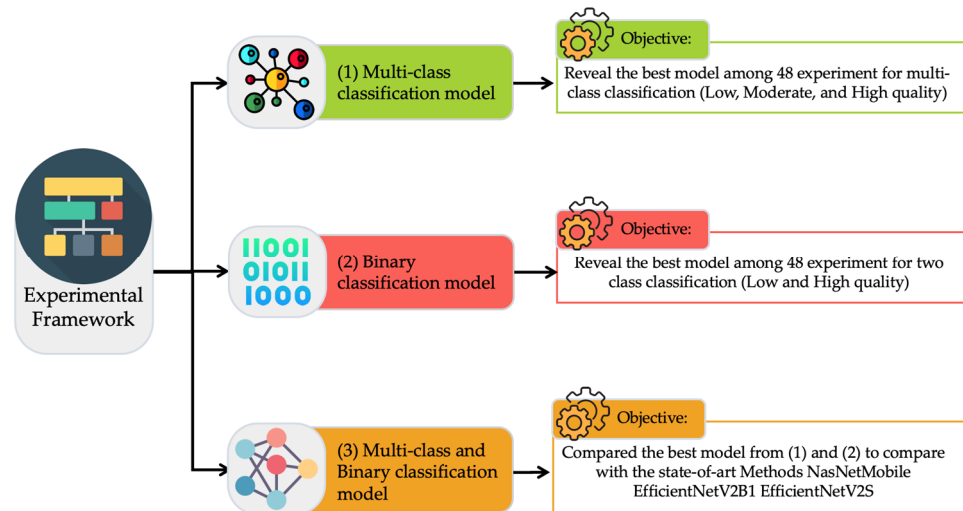 (1) Multi-class
classification model
Objective:
Reveal the best model among 48 experiment for multi-
class classification (Low, Moderate, and High quality)
Experimental
Framework
11001
01011
1000
(2) Binary
classification model
Objective:
Reveal the best model among 48 experiment for two
class classification (Low and High quality)
(3) Multi-class and
Binary classification
model
Objective:
Compared the best model from (1) and (2) to compare
with the state-of-art Methods NasNetMobile
EfficientNetV2B1 EfficientNetV2S